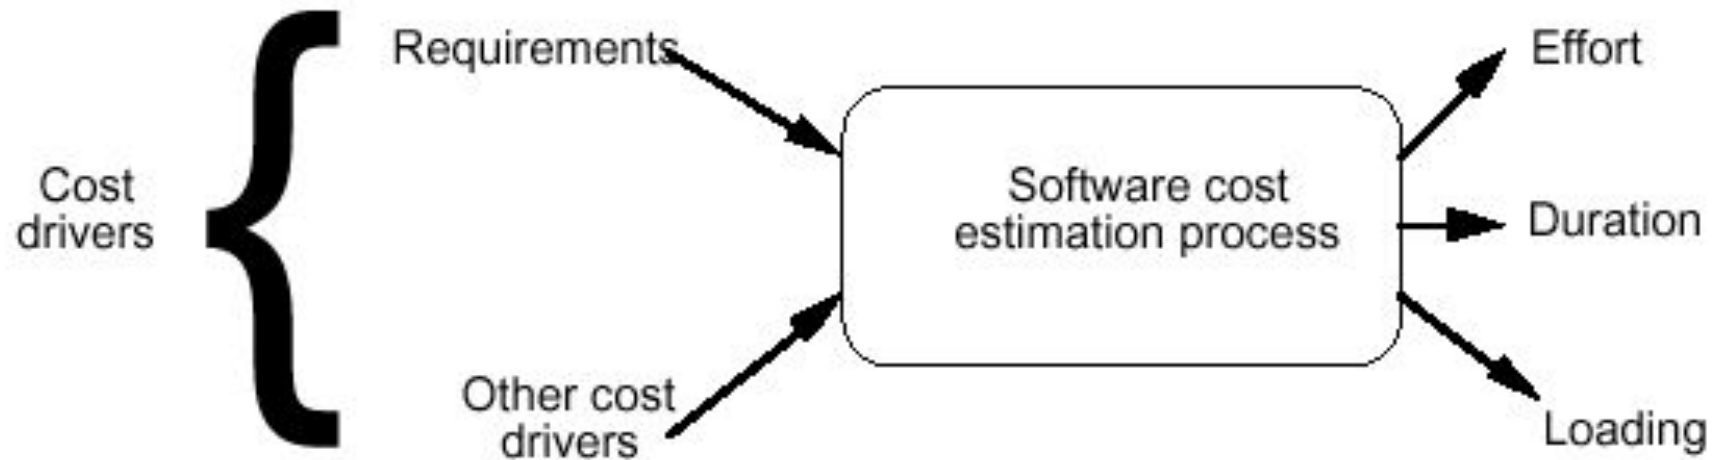 Cost
drivers
Requirements
Other cost
drivers
Software cost
estimation process
Effort
Duration
Loading